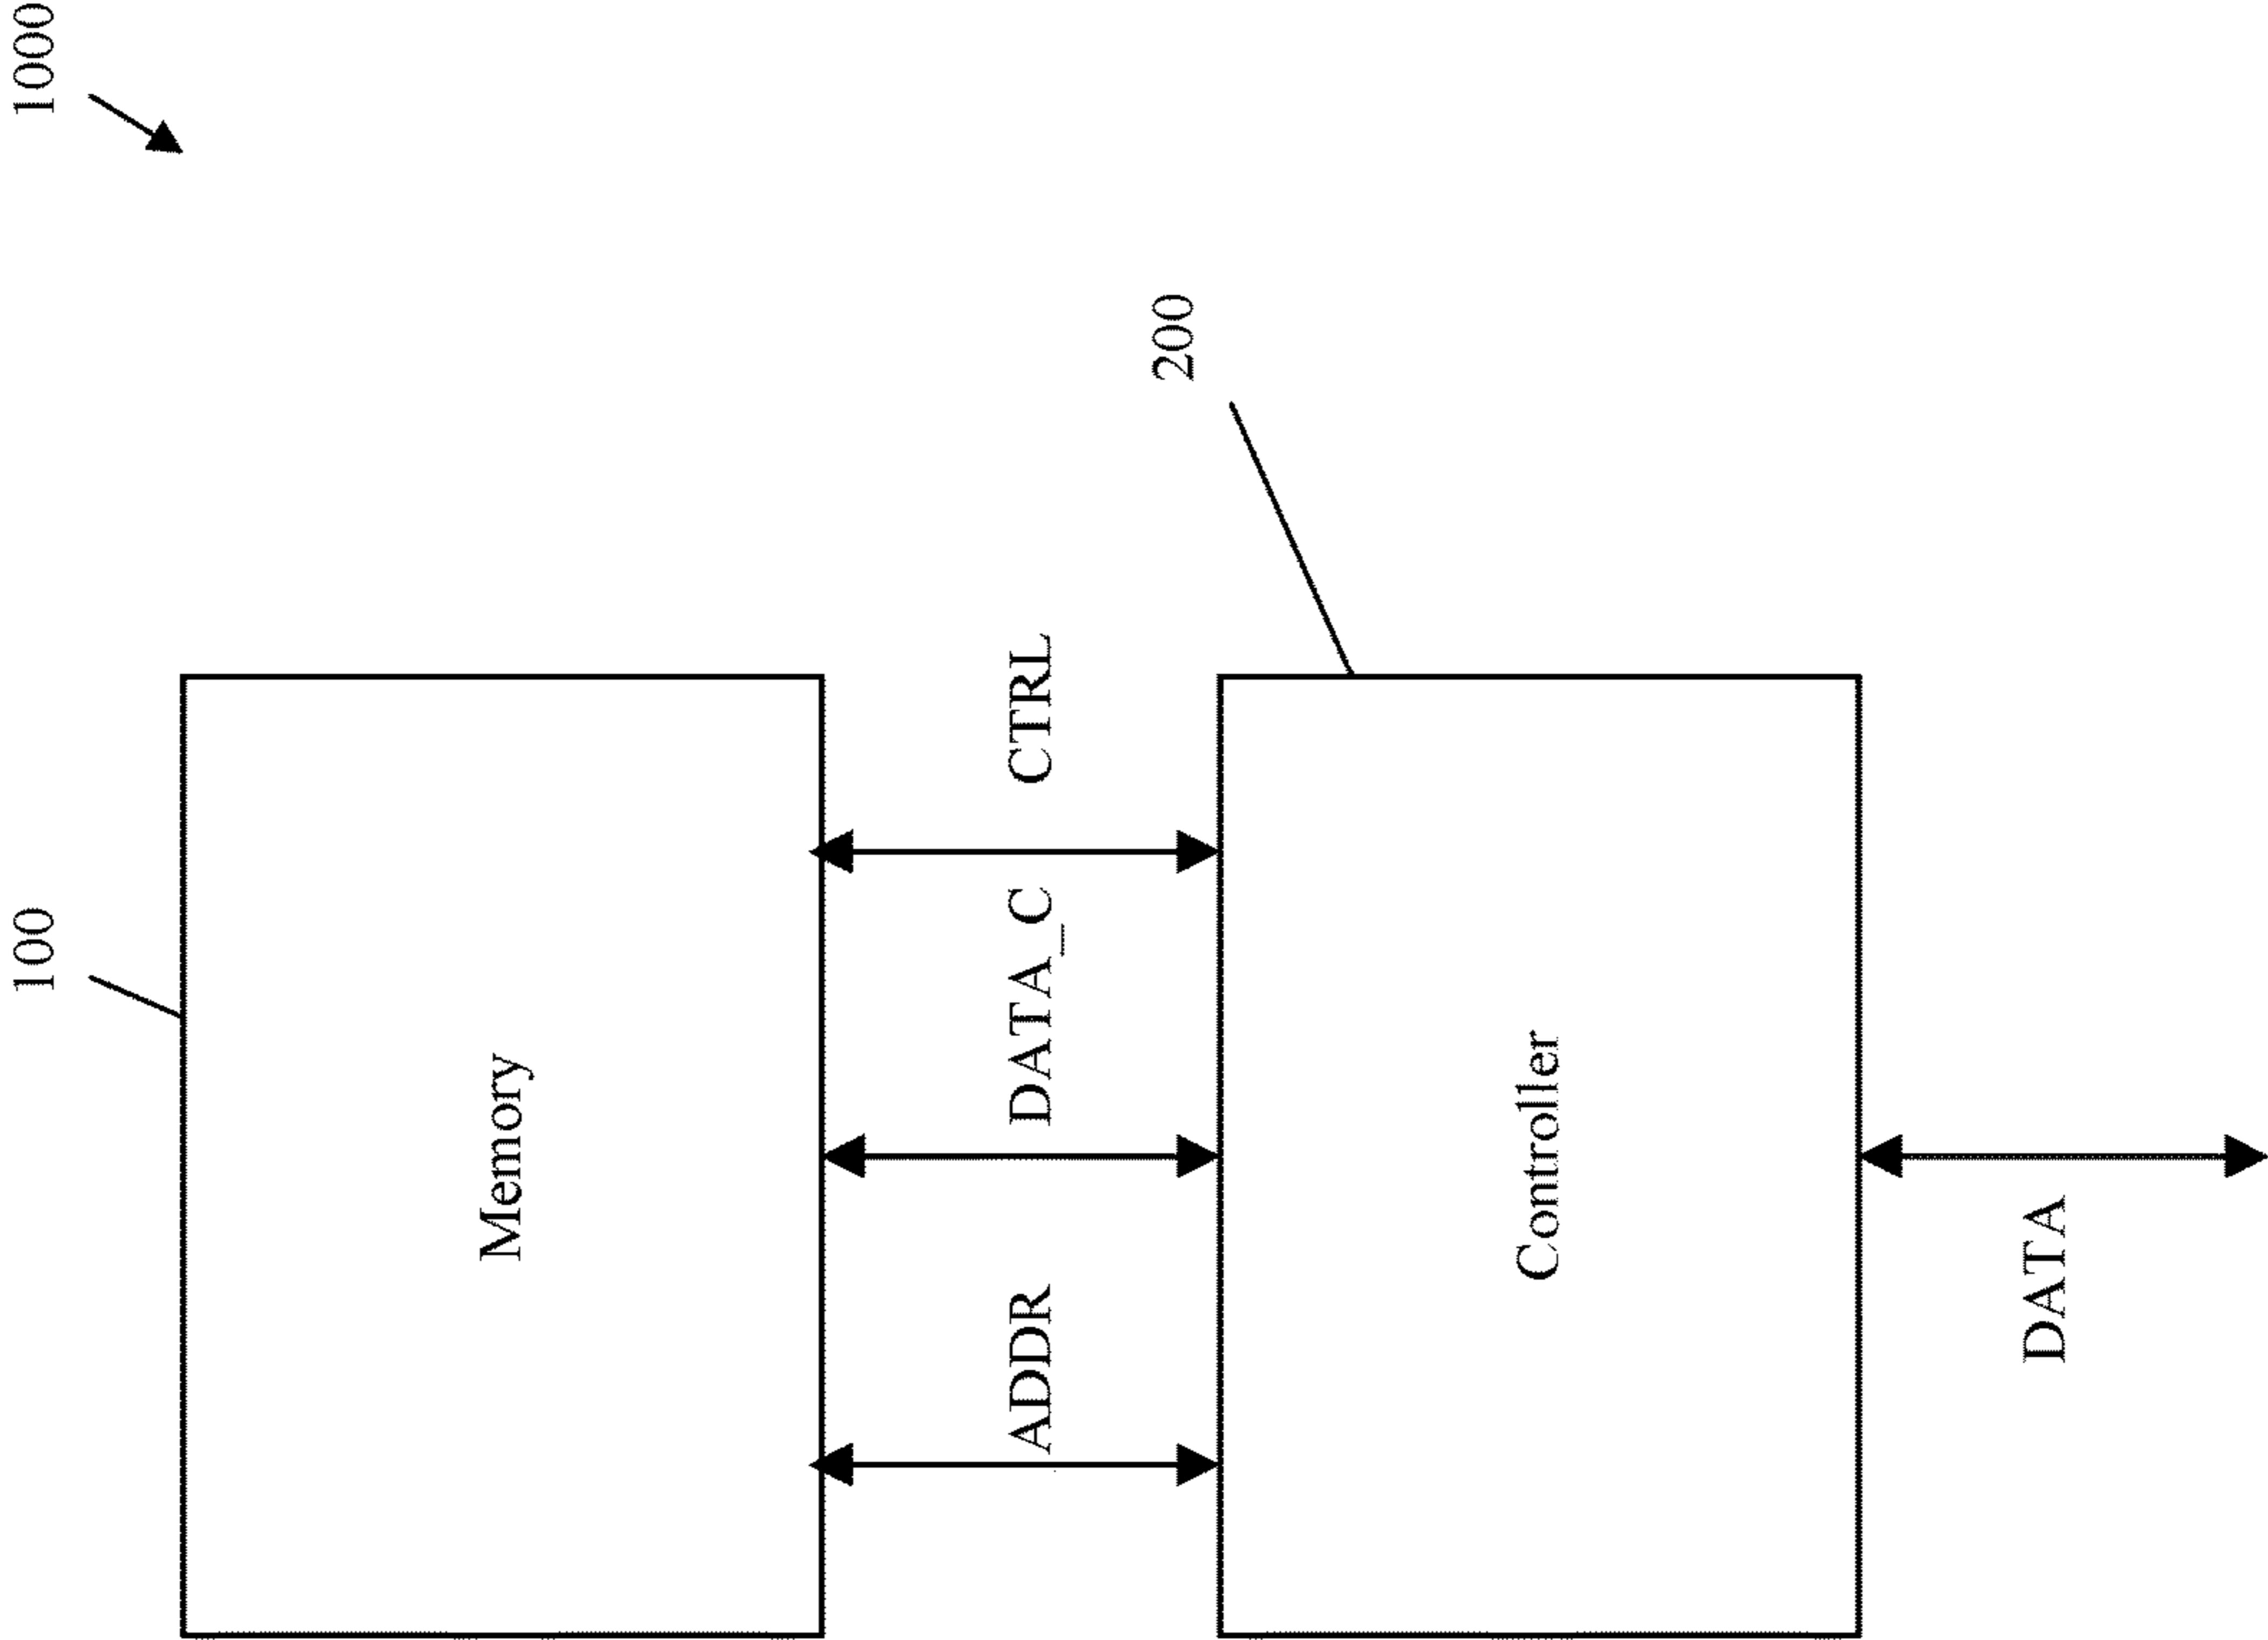 1000
100
Memory
ADDR
DATA_C
CTRL
200
Controller
DATA